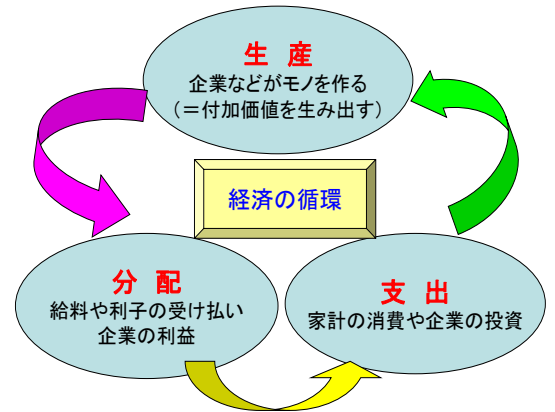 生 産
企業などがモノを作る
(=付加価値を生み出す)
経済の循環
分 配
給料や利子の受け払い
企業の利益
支 出
家計の消費や企業の投資